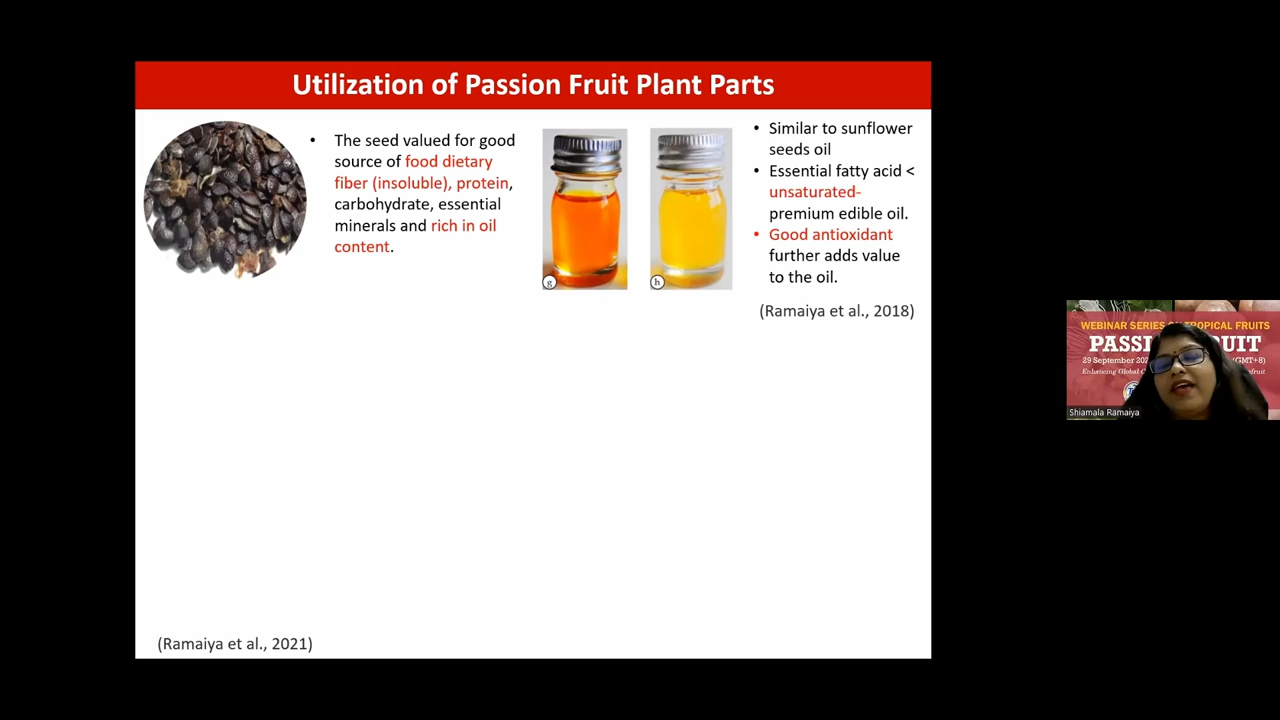 Utilization of Passion Fruit Plant Parts
• The seed valued for good
source of food dietary
fiber (insoluble), protein,
carbohydrate, essential
minerals and rich in oil
content.
g
h
• Similar to sunflower
seeds oil
• Essential fatty acid <
unsaturated-
premium edible oil.
• Good antioxidant
further adds value
to the oil.
(Ramaiya et al., 2018)
(Ramaiya et al., 2021)
WEBINAR SERIES TROPICAL FRUITS
29 September
(GMT+8)
Enhancing Global
Shiamala Ramaiya